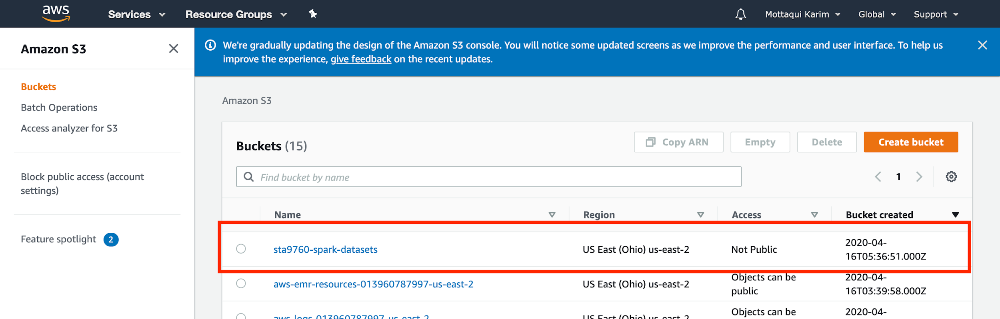 aws Services Resource Groups Mottaqui Karim Global Support
Amazon S3
Buckets
Batch Operations
Access analyzer for S3
Block public access (account
settings)
Feature spotlight 2
We're gradually updating the design of the Amazon S3 console. You will notice some updated screens as we improve the performance and user interface. To help us
improve the experience, give feedback on the recent updates.
Amazon S3
Buckets (15) Copy ARN Empty Delete Create bucket
Find bucket by name 1
Name Region Access Bucket created
sta9760-spark-datasets US East (Ohio) us-east-2 Not Public 2020-04-
16T05:36:51.000Z
aws-emr-resources-013960787997-us-east-2 US East (Ohio) us-east-2 Objects can be 2020-04-
public 16T03:39:58.000Z
aws-logs-013960787997-us-east-2 US East (Ohio) us-east-2 Objects can be 2020-04-